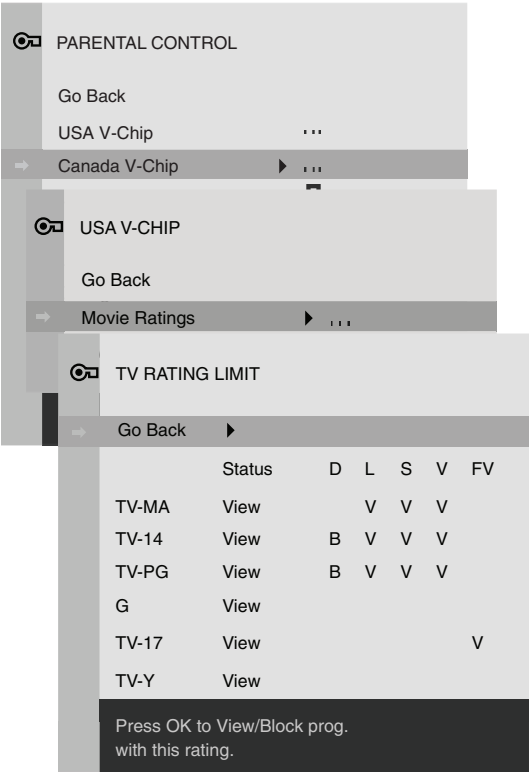 PARENTAL CONTROL
Go Back
USA V-Chip ...
Canada V-Chip ...
USA V-CHIP
Go Back
Movie Ratings ...
TV RATING LIMIT
Go Back
Status D L S V FV
TV-MA View V V V
TV-14 View B V V V
TV-PG View B V V V
G View
TV-17 View V
TV-Y View
Press OK to View/Block prog.
with this rating.